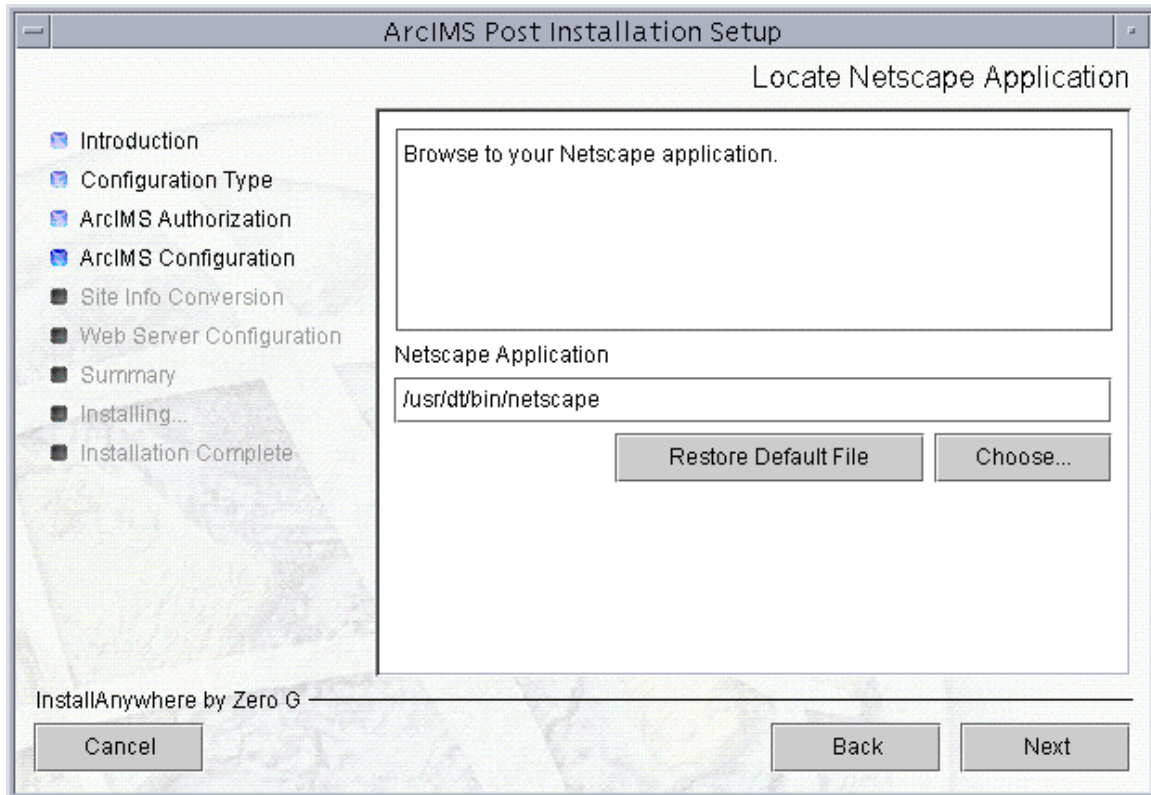 ArcIMS Post Installation Setup
Locate Netscape Application
Introduction
Configuration Type
ArcIMS Authorization
ArcIMS Configuration
Site Info Conversion
Web Server Configuration
Summary
Installing...
Installation Complete
Browse to your Netscape application.
Netscape Application
/usr/dt/bin/netscape
Restore Default File
Choose...
InstallAnywhere by Zero G
Cancel
Back
Next